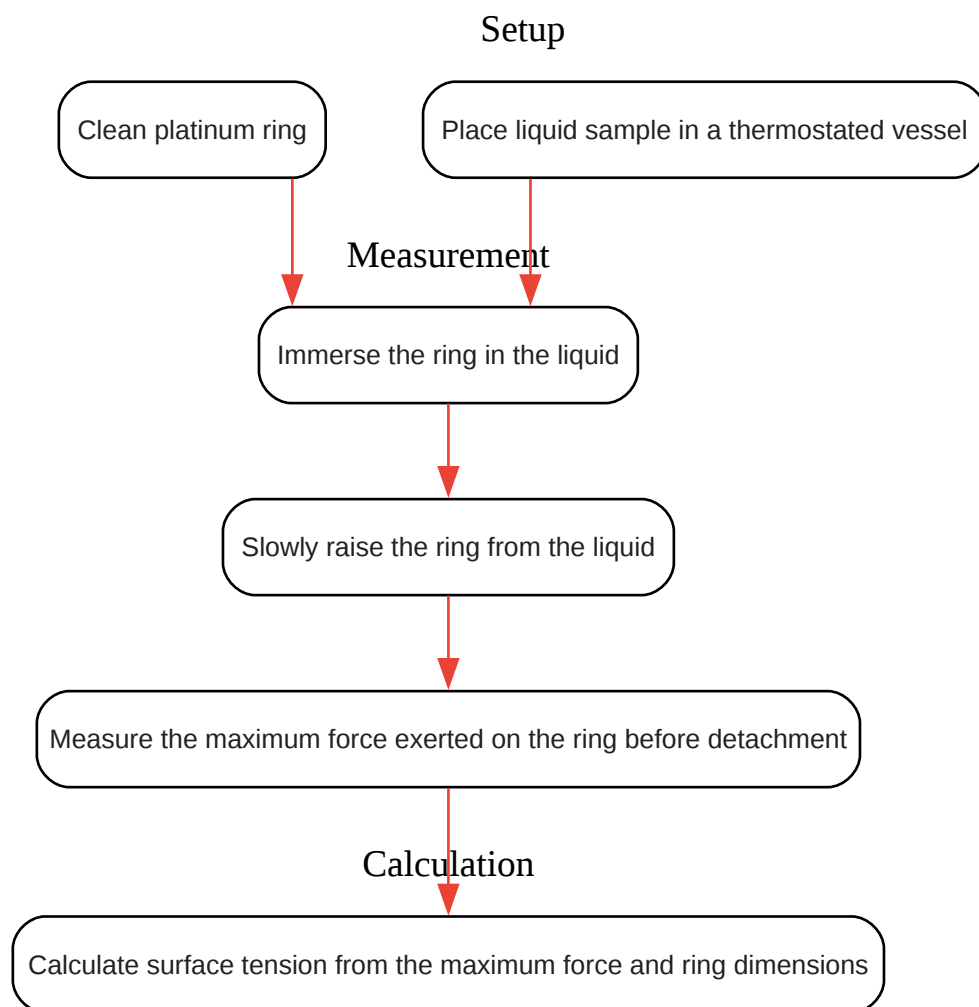 Setup
Clean platinum ring
Place liquid sample in a thermostated vessel
Measurement
Immerse the ring in the liquid
Slowly raise the ring from the liquid
Measure the maximum force exerted on the ring before detachment
Calculation
Calculate surface tension from the maximum force and ring dimensions